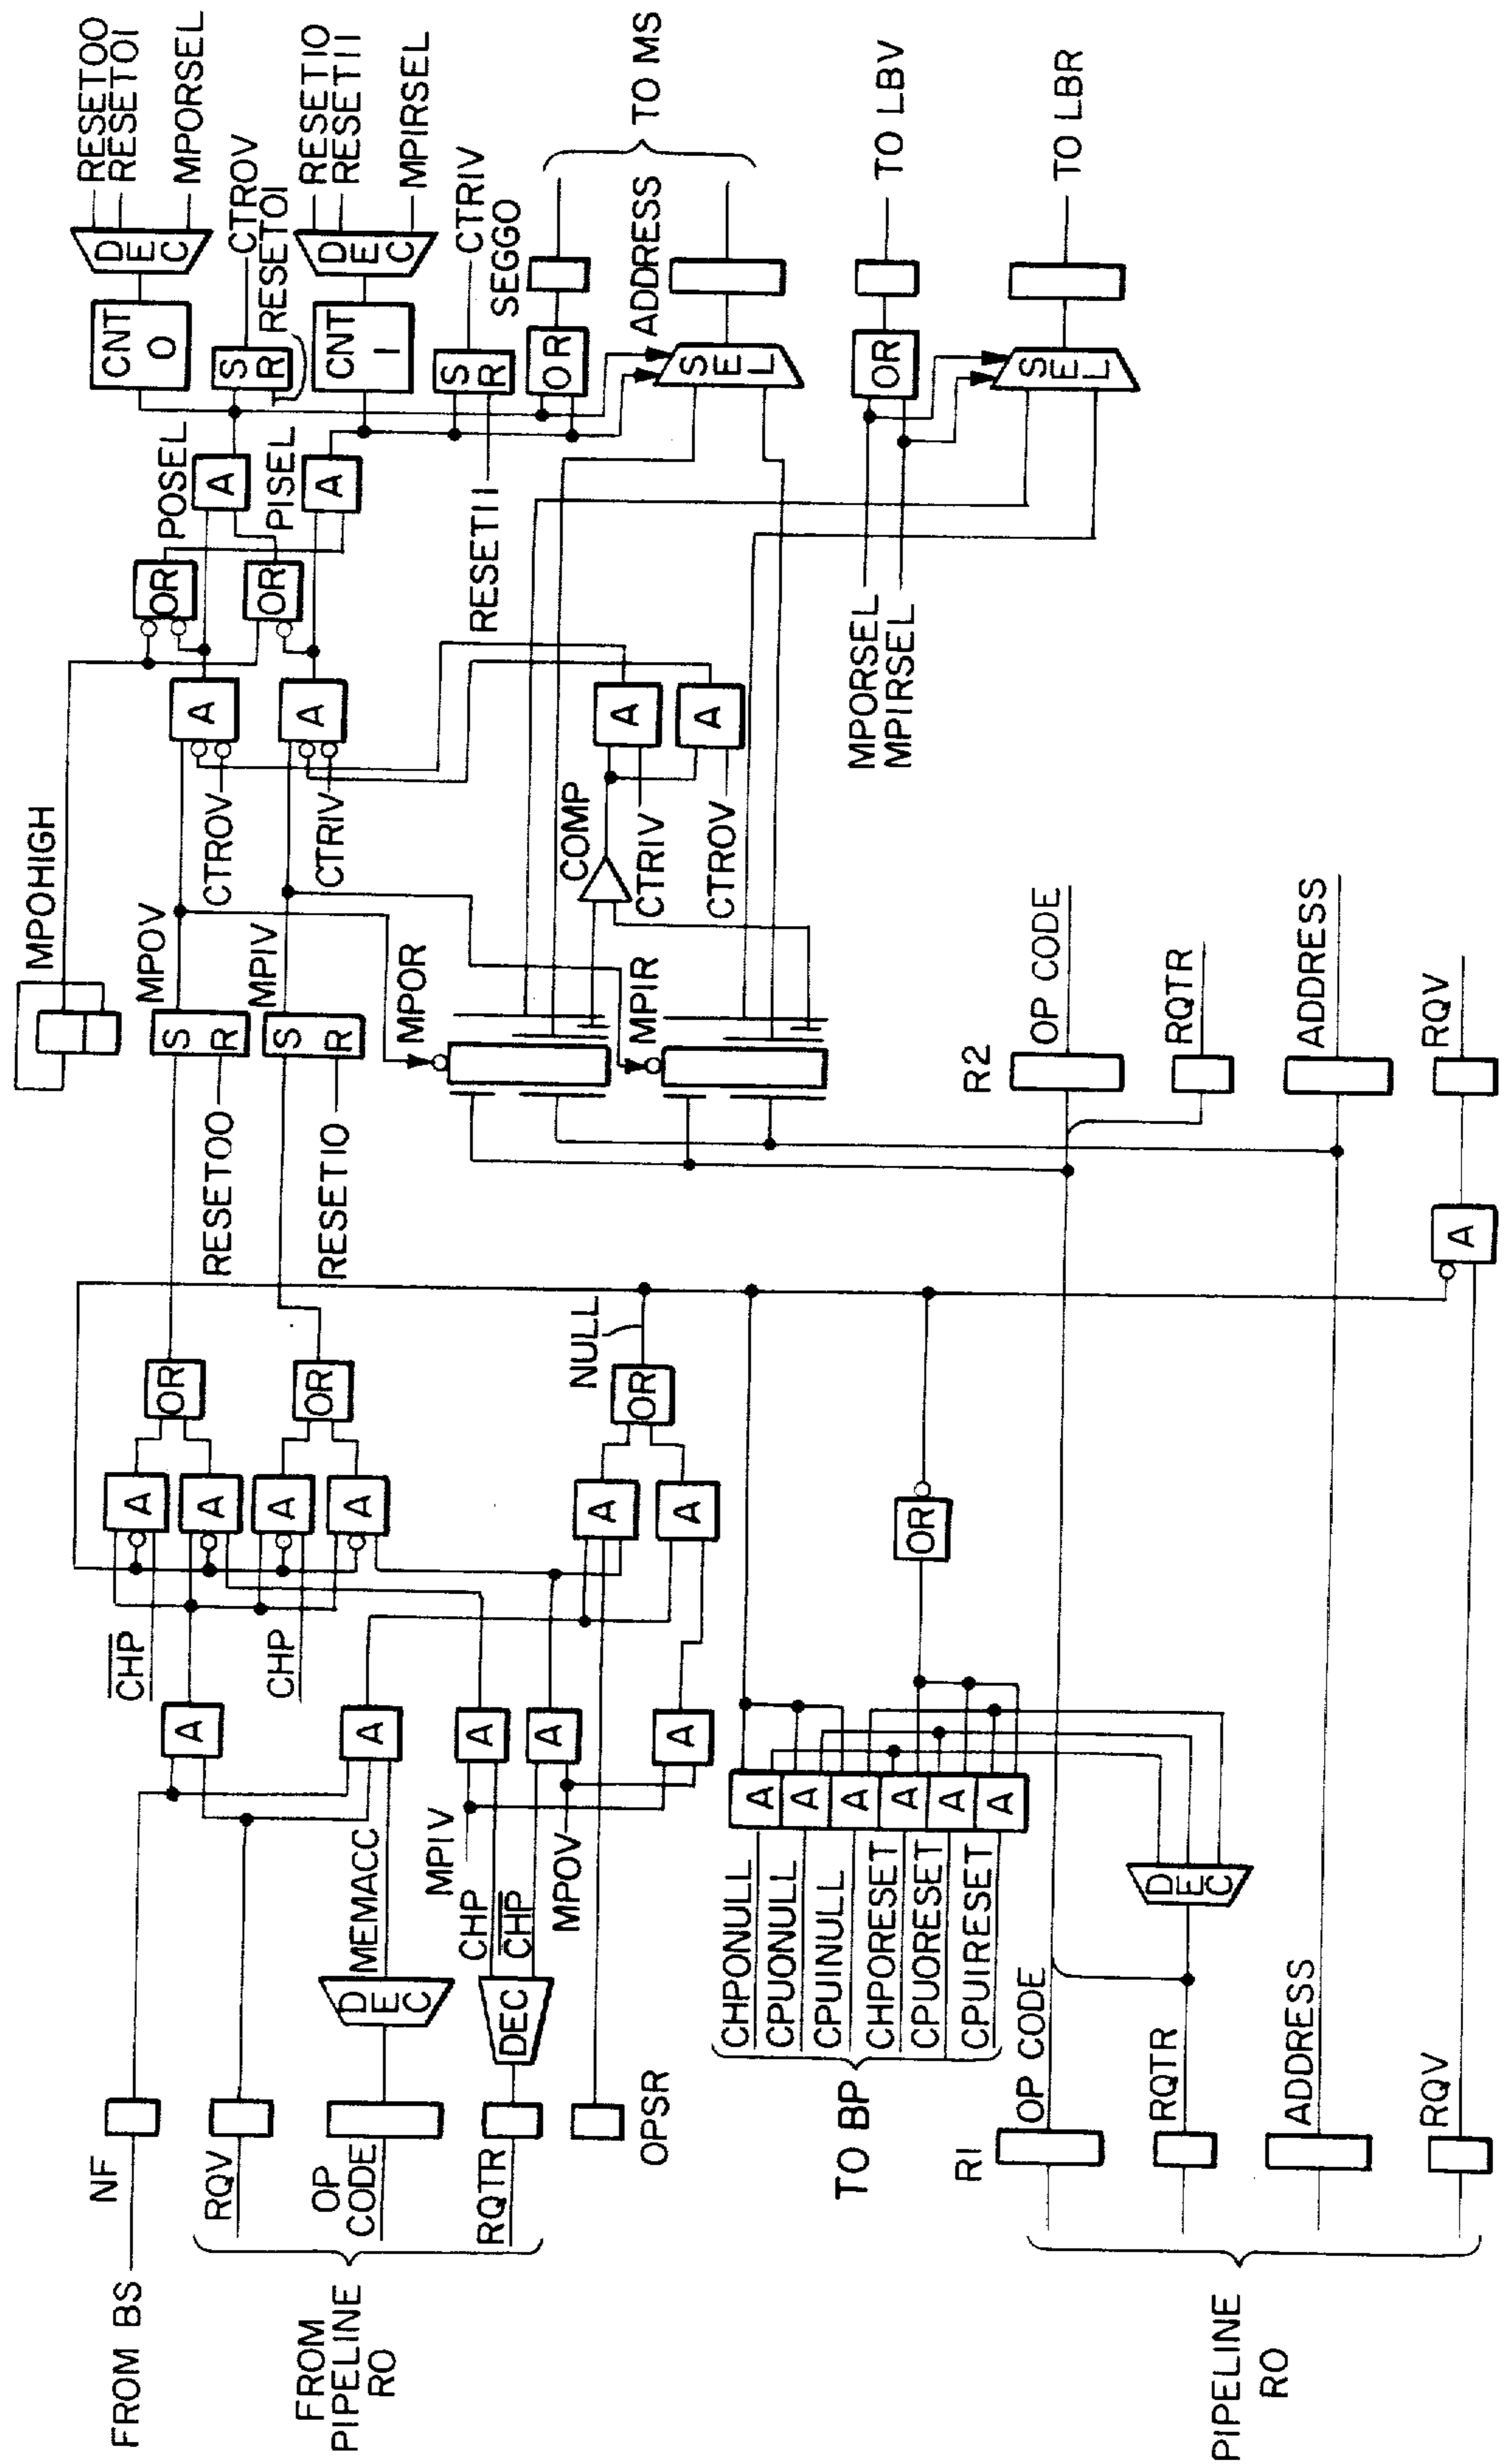 FROM BS
NF
FROM
PIPELINE
RO
RQV
OP
CODE
RQTR
OPSR
DEC
DEC
MEMACC
CHP
CHP
MPIV
CHP
CHP
MPOV
A
A
A
A
A
A
A
A
A
A
A
OR
OR
OR
NULL
RESETOO
RESETIO
S
R
S
R
MPOV
MPIV
MPOHIGH
CTROV
CTRIV
A
A
OR
OR
POSEL
PISEL
A
A
CNT
O
CNT
I
S
R
S
R
DEC
DEC
RESETOO
RESETOI
MPORSEL
CTROV
RESETOI
RESETIO
RESETII
MPIRSEL
CTRIV
SEGGO
RESETII
OR
ADDRESS
SEL
TO MS
MPOR
MPIR
COMP
CTRIV
CTROV
A
A
MPORSEL
MPIRSEL
OR
SEL
TO LBV
TO LBR
TO BP
CHPONULL
CPUONULL
CPUINULL
CHPORESET
CPUORESET
CPUIRESET
A
A
A
A
A
A
OR
DEC
PIPELINE
RO
RI
OP CODE
RQTR
ADDRESS
RQV
A
R2
OP CODE
RQTR
ADDRESS
RQV